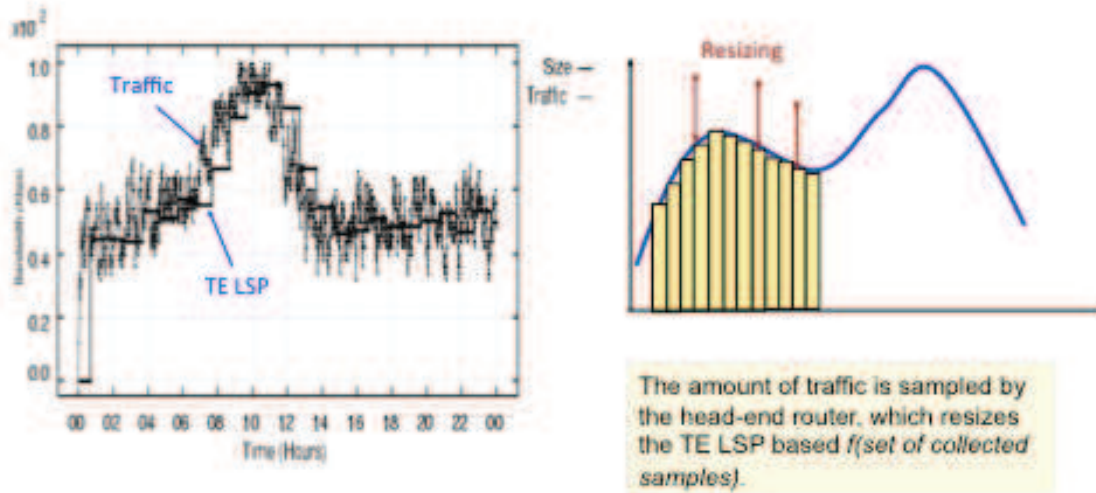 x10²
1.0
0.8
0.6
0.4
0.2
0.0
Traffic
TE LSP
00 02 04 06 08 10 12 14 16 18 20 22 00
Time (Hours)
Size —
Traffic —
Resizing
The amount of traffic is sampled by
the head-end router, which resizes
the TE LSP based f(set of collected
samples).